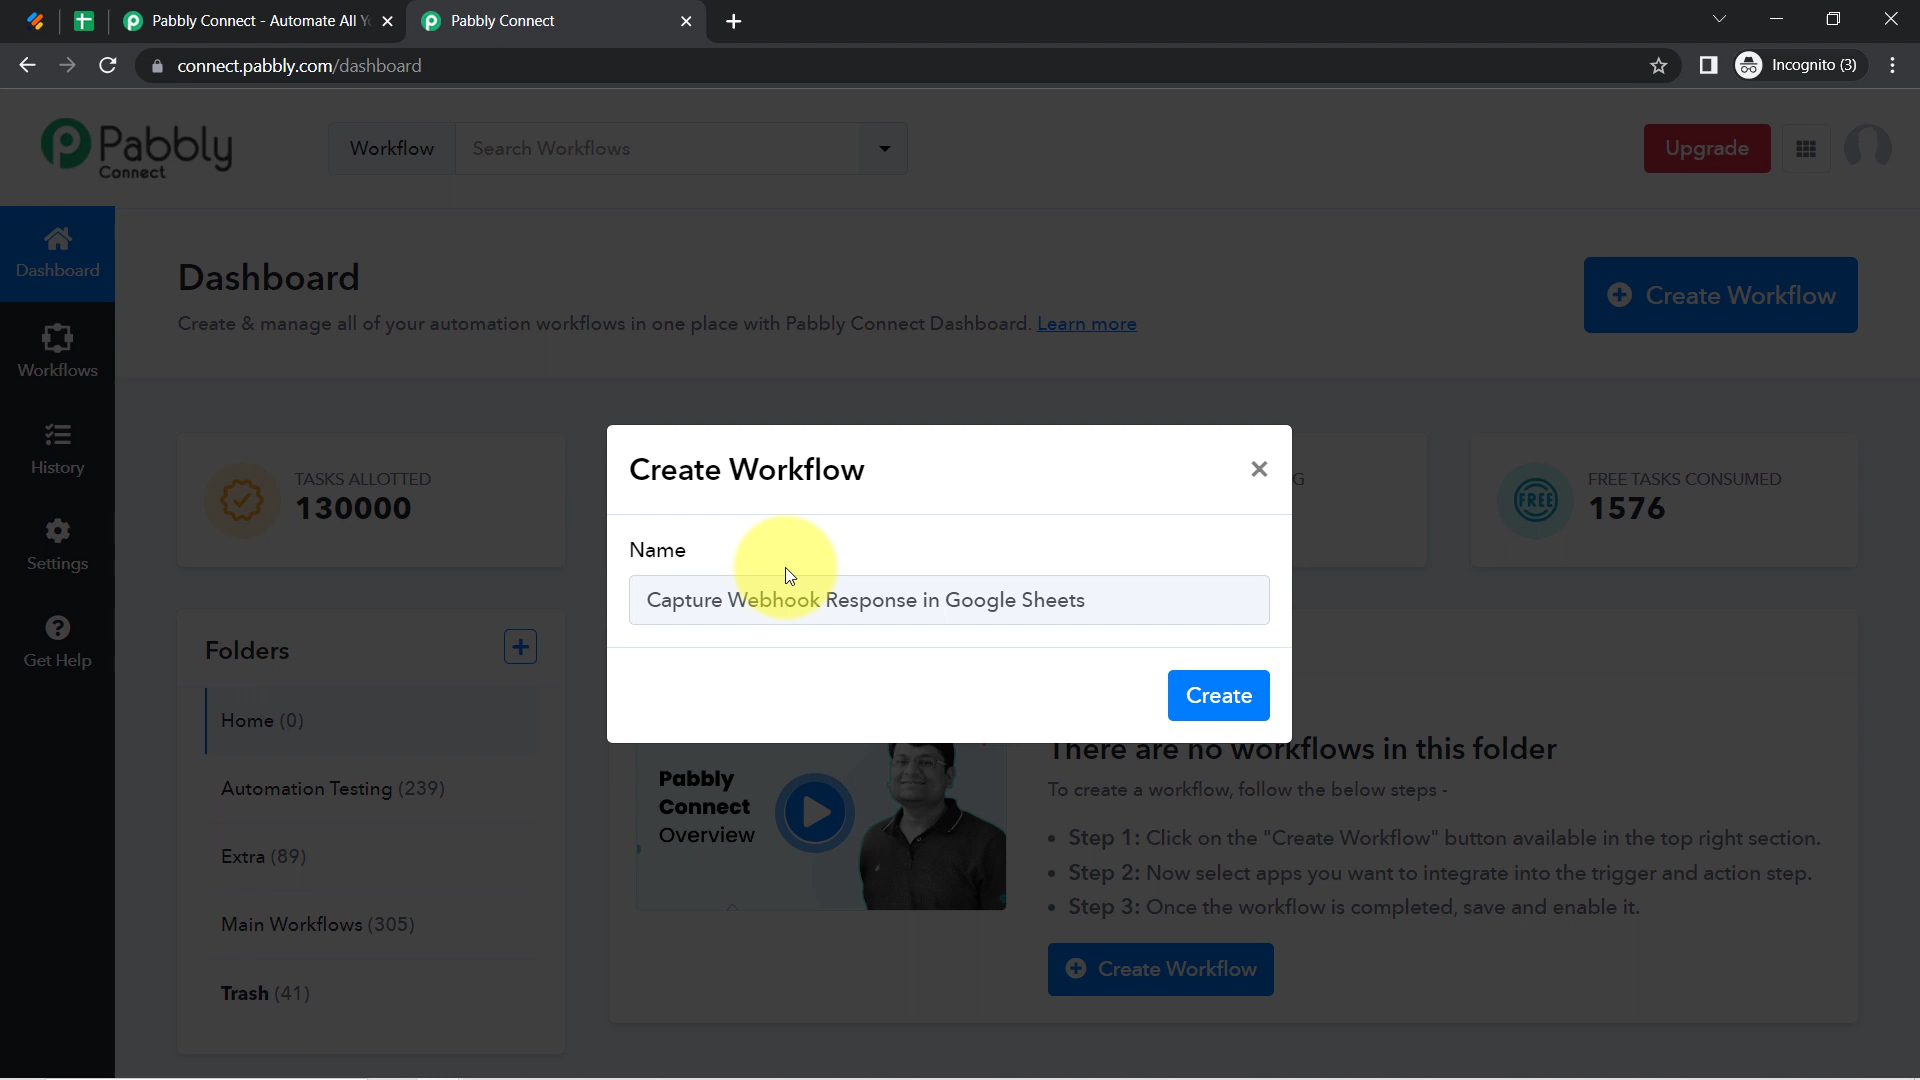 Pabbly Connect - Automate All Y
Pabbly Connect
connect.pabbly.com/dashboard
Incognito (3)
Pabbly
Connect
Workflow
Search Workflows
Upgrade
Dashboard
Workflows
History
Settings
Get Help
Dashboard
Create & manage all of your automation workflows in one place with Pabbly Connect Dashboard. Learn more
Create Workflow
TASKS ALLOTTED
130000
G
FREE
FREE TASKS CONSUMED
1576
Create Workflow
Name
Capture Webhook Response in Google Sheets
Create
Folders
Home (0)
Automation Testing (239)
Extra (89)
Main Workflows (305)
Trash (41)
Pabbly
Connect
Overview
There are no workflows in this folder
To create a workflow, follow the below steps -
• Step 1: Click on the "Create Workflow" button available in the top right section.
• Step 2: Now select apps you want to integrate into the trigger and action step.
• Step 3: Once the workflow is completed, save and enable it.
Create Workflow